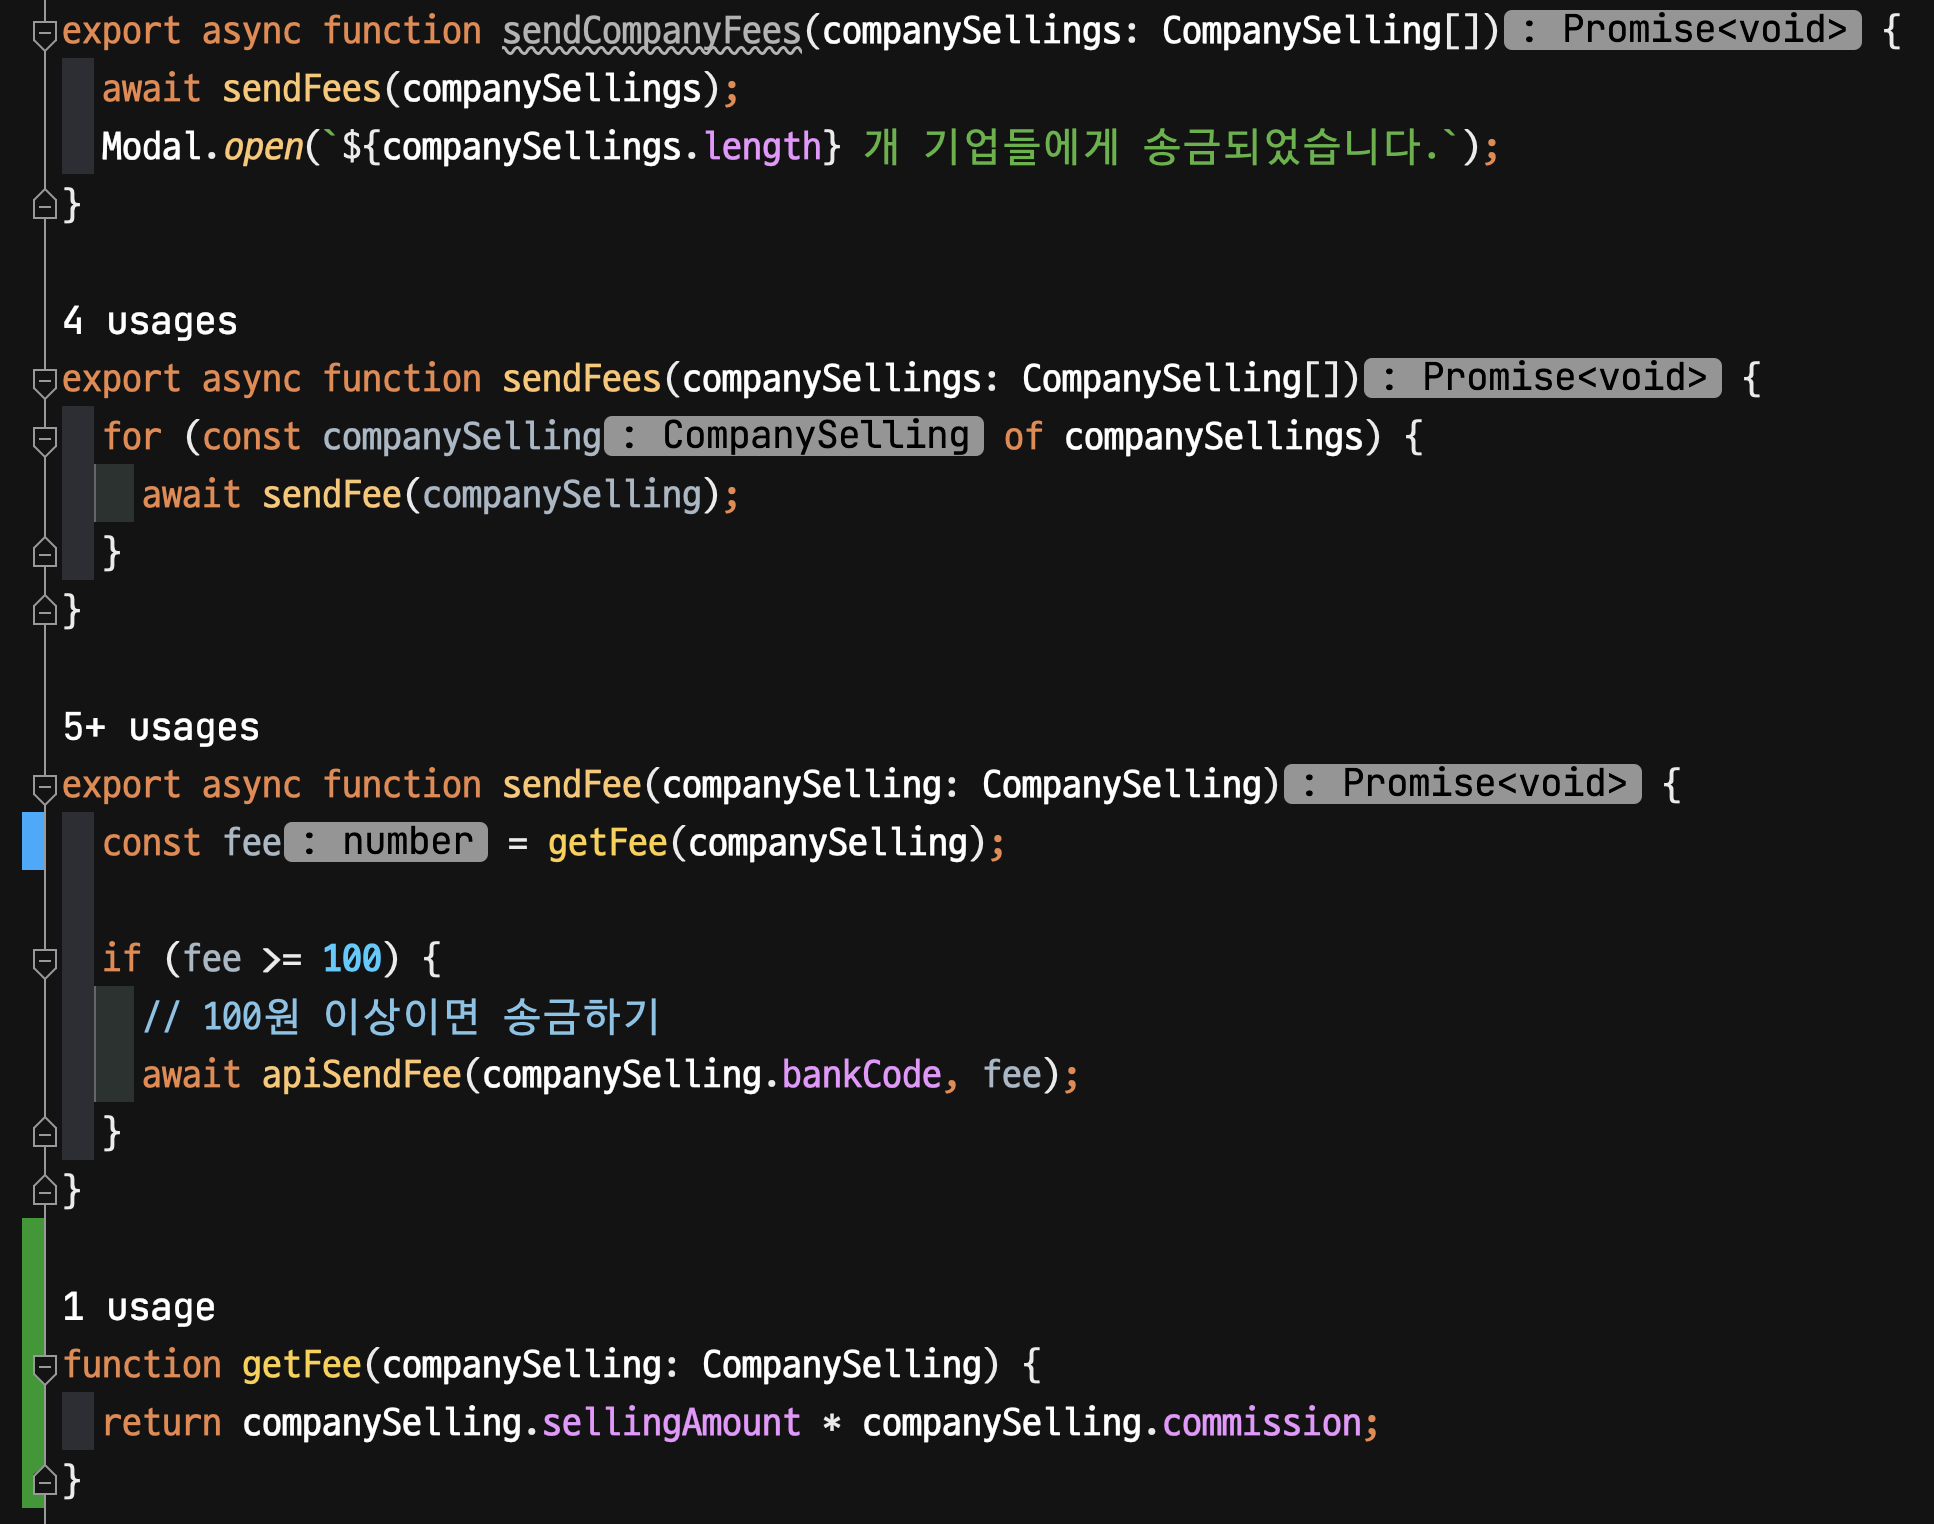 export async function sendCompanyFees(companySellings: CompanySelling[]) : Promise<void> {
  await sendFees(companySellings);
  Modal.open(`${companySellings.length} 개 기업들에게 송금되었습니다.`);
}
4 usages
export async function sendFees(companySellings: CompanySelling[]) : Promise<void> {
  for (const companySelling : CompanySelling of companySellings) {
    await sendFee(companySelling);
  }
}
5+ usages
export async function sendFee(companySelling: CompanySelling) : Promise<void> {
  const fee : number = getFee(companySelling);
  if (fee >= 100) {
    // 100원 이상이면 송금하기
    await apiSendFee(companySelling.bankCode, fee);
  }
}
1 usage
function getFee(companySelling: CompanySelling) {
  return companySelling.sellingAmount * companySelling.commission;
}